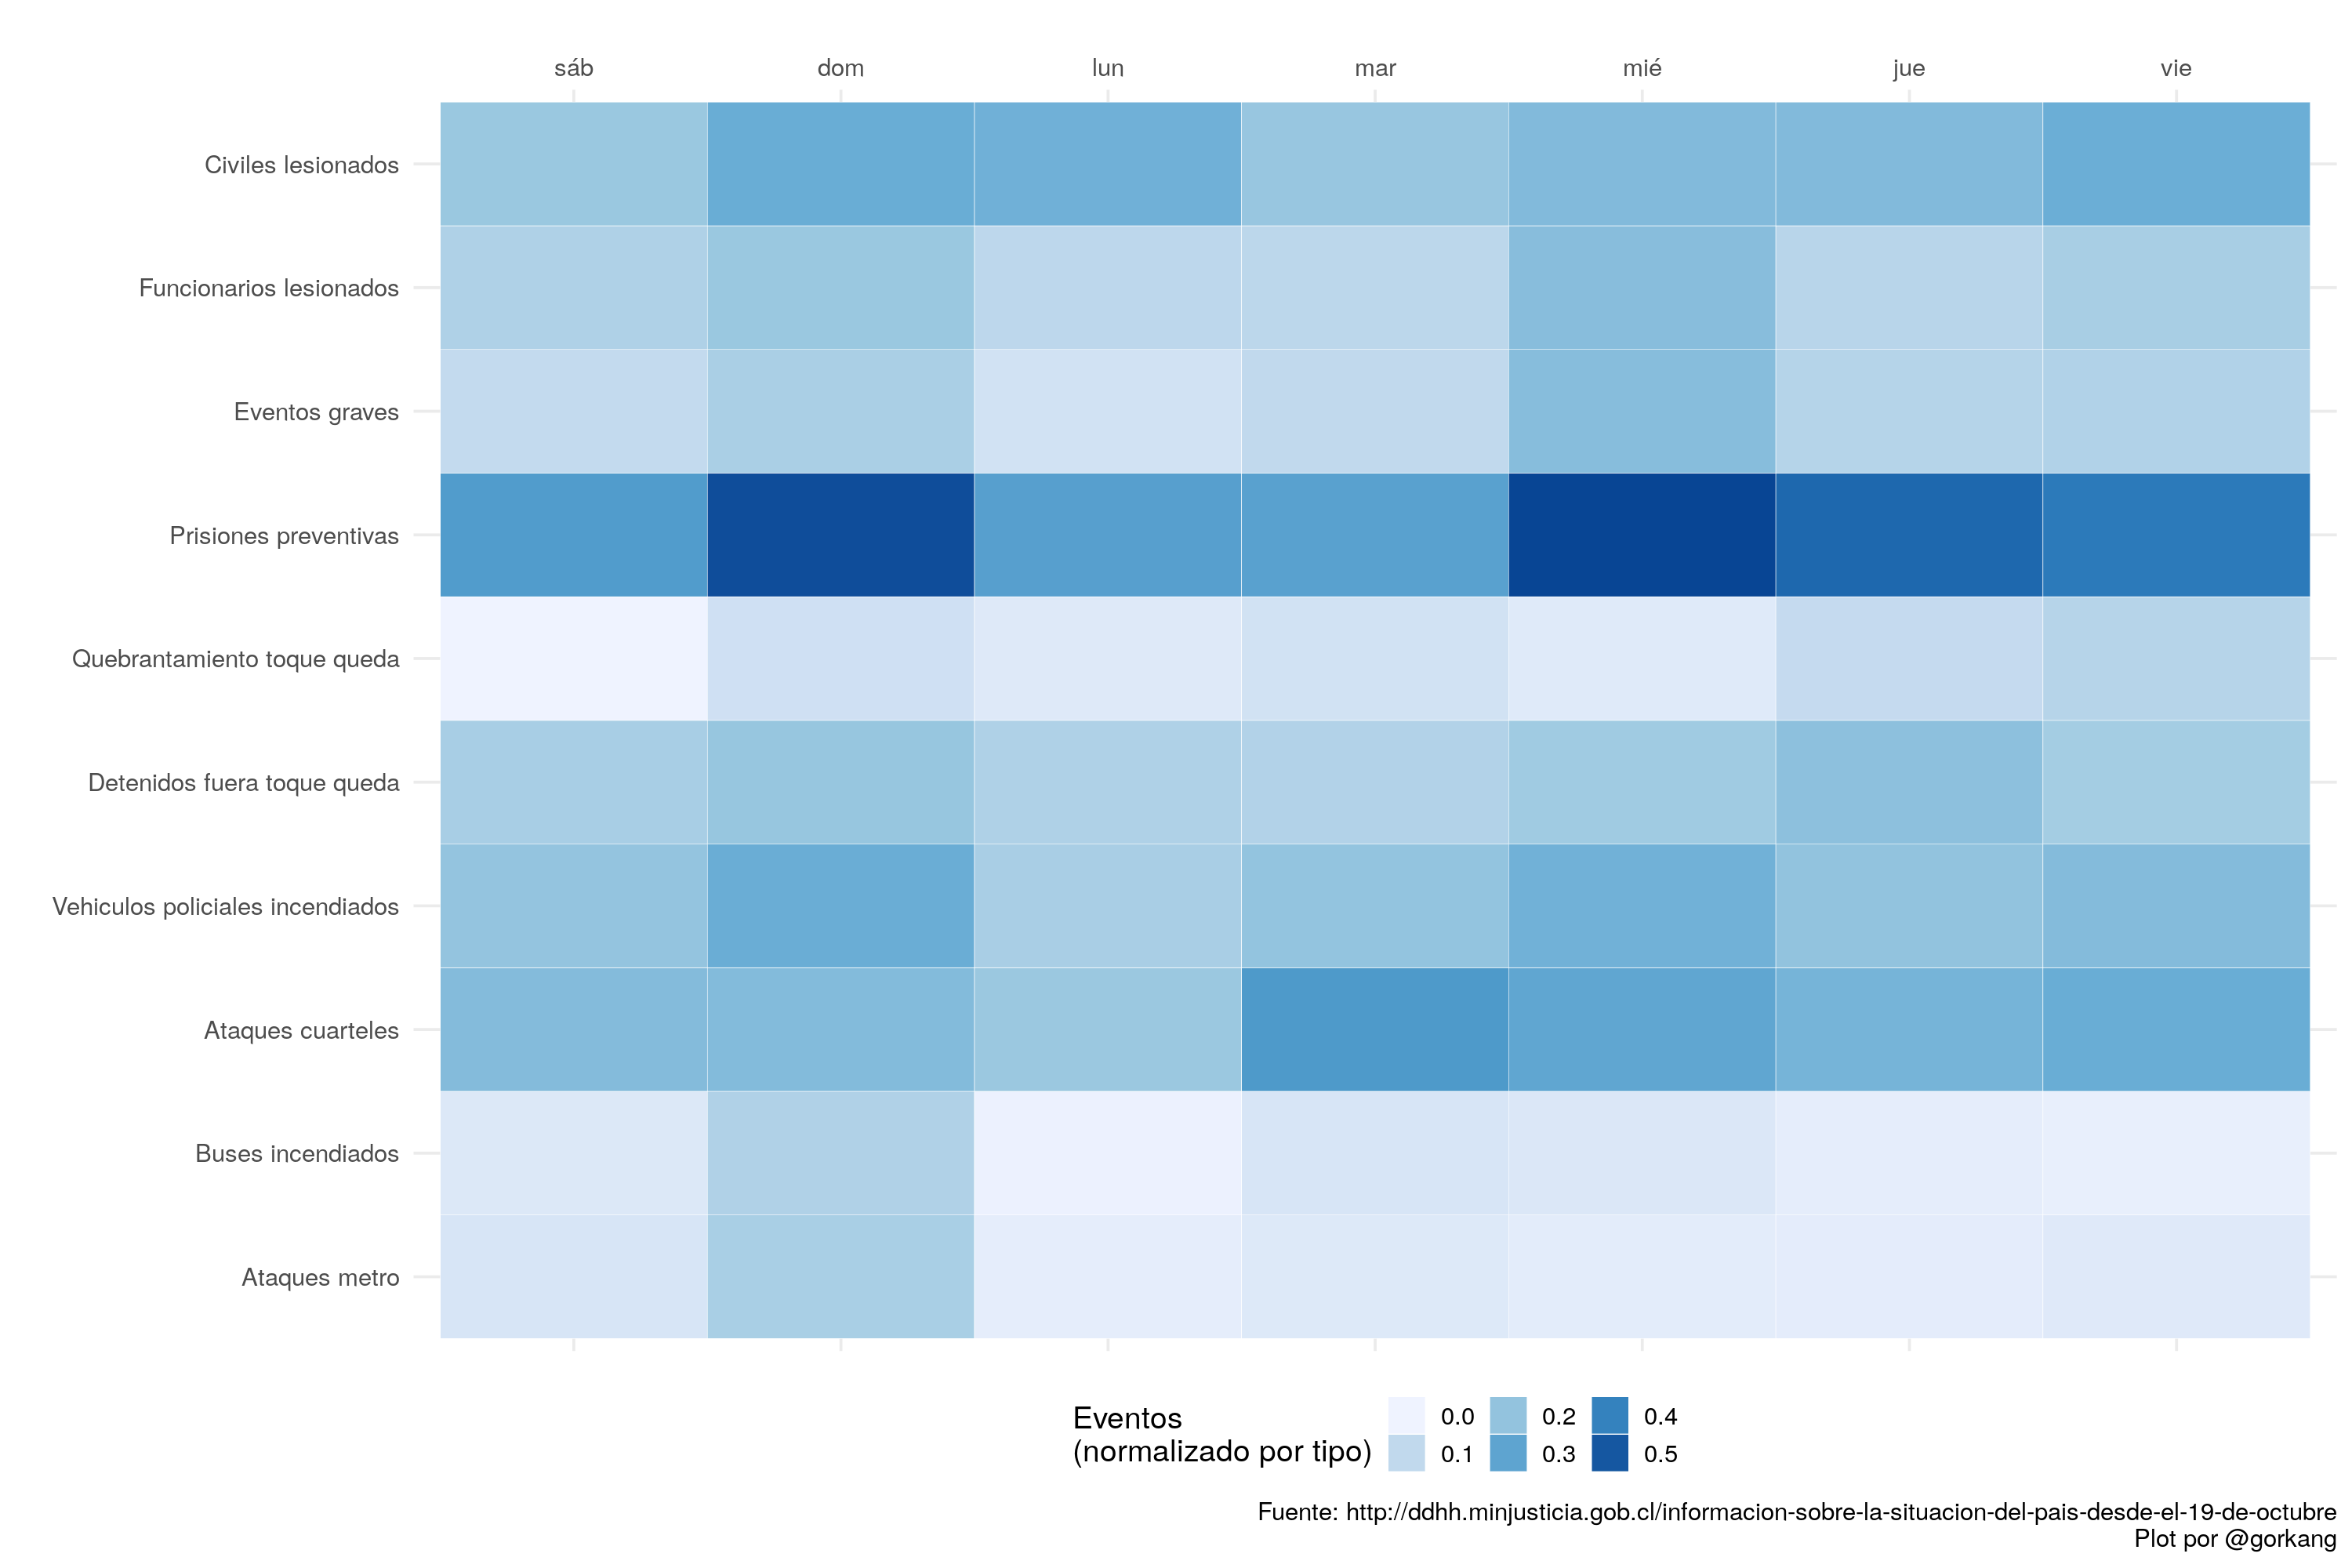 sáb dom lun mar mié jue vie
Civiles lesionados
Funcionarios lesionados
Eventos graves
Prisiones preventivas
Quebrantamiento toque queda
Detenidos fuera toque queda
Vehiculos policiales incendiados
Ataques cuarteles
Buses incendiados
Ataques metro
Eventos
(normalizado por tipo)
0.0 0.2 0.4
0.1 0.3 0.5
Fuente: http://ddhh.minjusticia.gob.cl/informacion-sobre-la-situacion-del-pais-desde-el-19-de-octubre
Plot por @gorkang